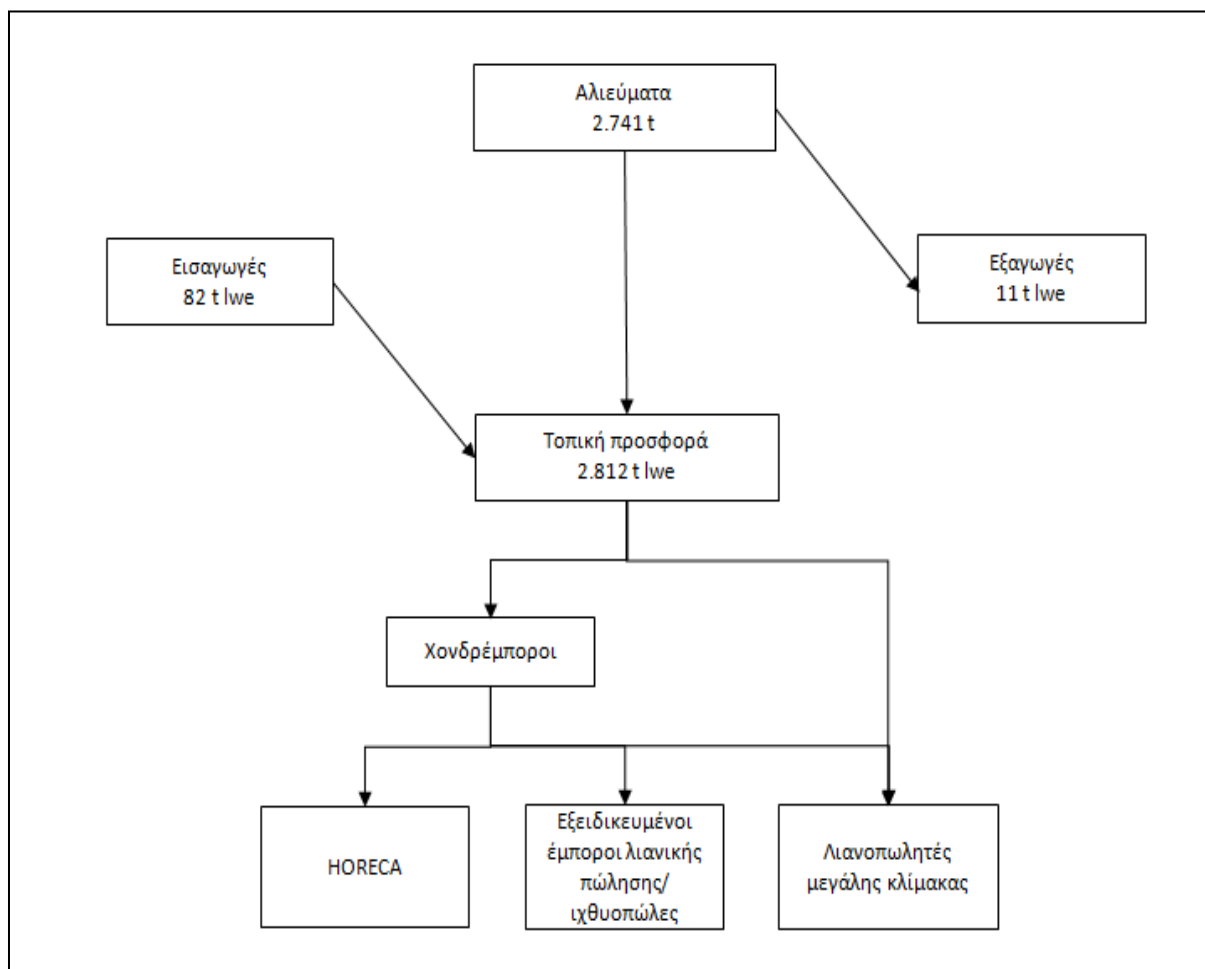 Αλιεύματα
2.741 t
Εισαγωγές
82 t lwe
Εξαγωγές
11 t lwe
Τοπική προσφορά
2.812 t lwe
Χονδρέμποροι
HORECA
Εξειδικευμένοι
έμποροι λιανικής
πώλησης/
ιχθυοπώλες
Λιανοπωλητές
μεγάλης κλίμακας